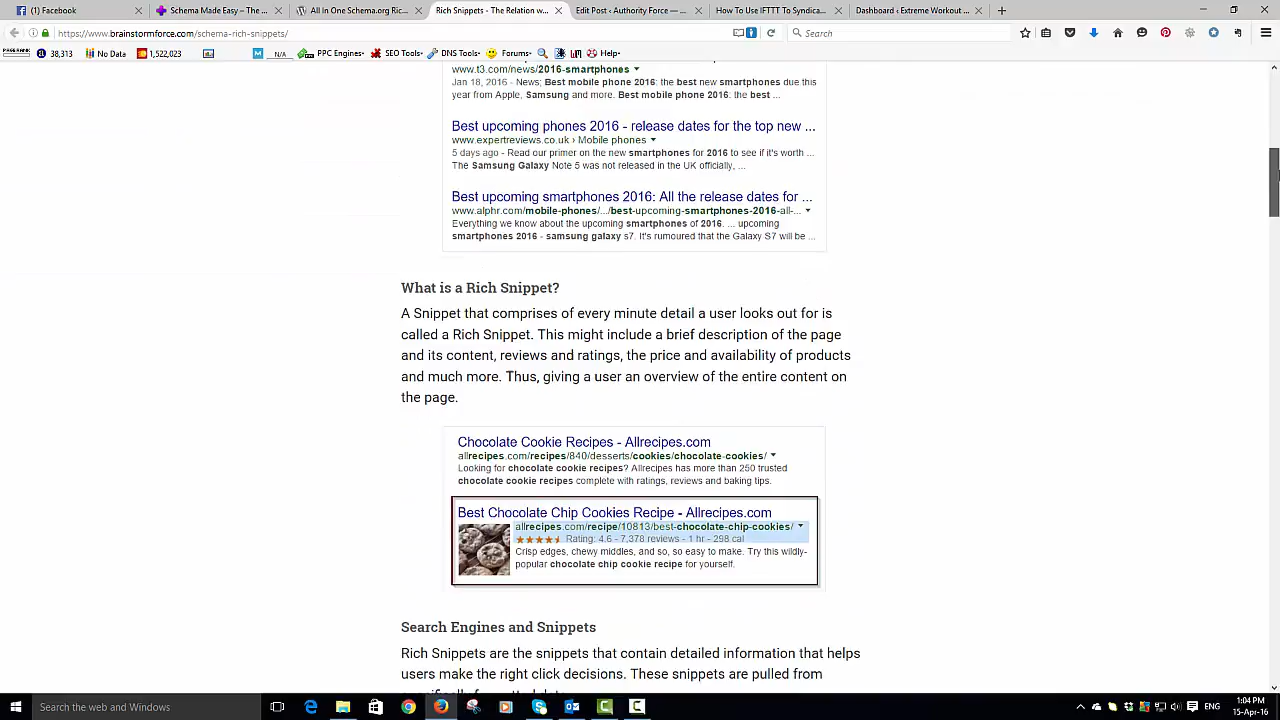 Facebook
Schema Made Easy – The ...
All In One Schema.org Ric...
Rich Snippets - The Relation w...
Edit Post ‹ Authority Force — ...
How To Use IFTTT To Syndica...
Dashboard ‹ Extreme Workout ...
https://www.brainstormforce.com/schema-rich-snippets/
Search
38,313
No Data
1,522,023
N/A
PPC Engines
SEO Tools
DNS Tools
Forums
Help
www.t3.com/news/2016-smartphones
Jan 18, 2016 - News; Best mobile phone 2016: the best new smartphones due this
year from Apple, Samsung and more. Best mobile phone 2016: the best ...
Best upcoming phones 2016 - release dates for the top new ...
www.expertreviews.co.uk › Mobile phones
5 days ago - Read our primer on the new smartphones for 2016 to see if it's worth ...
The Samsung Galaxy Note 5 was not released in the UK officially, ...
Best upcoming smartphones 2016: All the release dates for ...
www.alphr.com/mobile-phones/.../best-upcoming-smartphones-2016-all-...
Everything we know about the upcoming smartphones of 2016. ... upcoming
smartphones 2016 - samsung galaxy s7. It's rumoured that the Galaxy S7 will be ...
What is a Rich Snippet?
A Snippet that comprises of every minute detail a user looks out for is
called a Rich Snippet. This might include a brief description of the page
and its content, reviews and ratings, the price and availability of products
and much more. Thus, giving a user an overview of the entire content on
the page.
Chocolate Cookie Recipes - Allrecipes.com
allrecipes.com/recipes/840/desserts/cookies/chocolate-cookies/
Looking for chocolate cookie recipes? Allrecipes has more than 250 trusted
chocolate cookie recipes complete with ratings, reviews and baking tips.
Best Chocolate Chip Cookies Recipe - Allrecipes.com
allrecipes.com/recipe/10813/best-chocolate-chip-cookies/
Rating: 4.6 - 7,378 reviews - 1 hr - 298 cal
Crisp edges, chewy middles, and so, so easy to make. Try this wildly-
popular chocolate chip cookie recipe for yourself.
Search Engines and Snippets
Rich Snippets are the snippets that contain detailed information that helps
users make the right click decisions. These snippets are pulled from
Search the web and Windows
ENG
1:04 PM
15-Apr-16